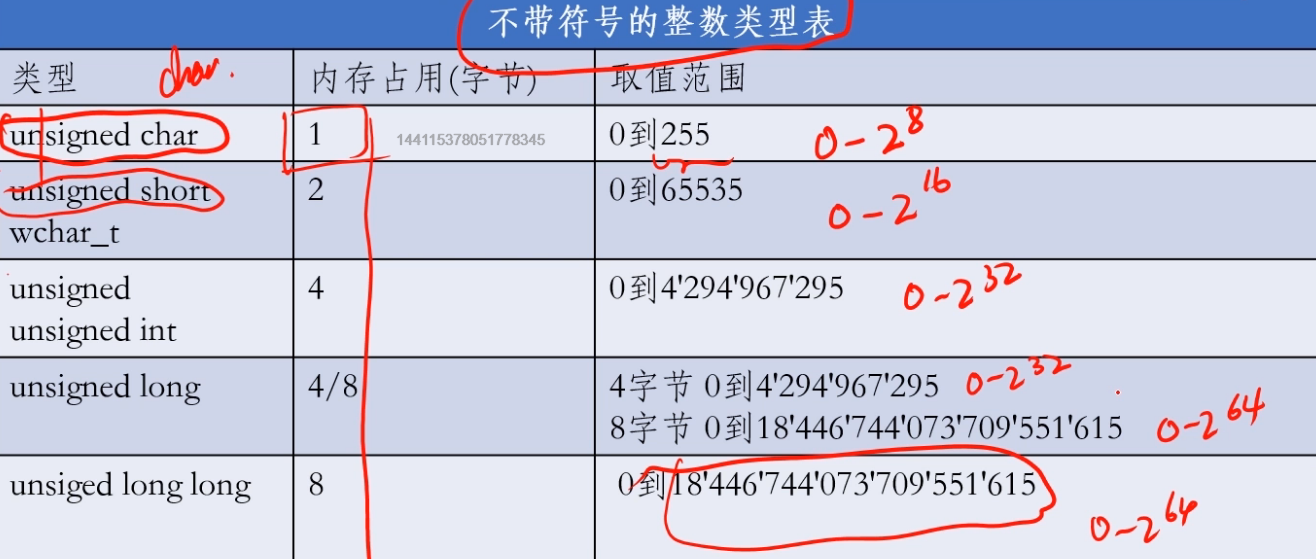 不带符号的整数类型表
类型 char. 内存占用(字节) 取值范围
unsigned char 1 144115378051778345 0到255 0-2^8
unsigned short 2 0到65535 0-2^16
wchar_t
unsigned 4 0到4'294'967'295 0-2^32
unsigned int
unsigned long 4/8 4字节 0到4'294'967'295 0-2^32
8字节 0到18'446'744'073'709'551'615 0-2^64
unsiged long long 8 0到18'446'744'073'709'551'615
0-2^64